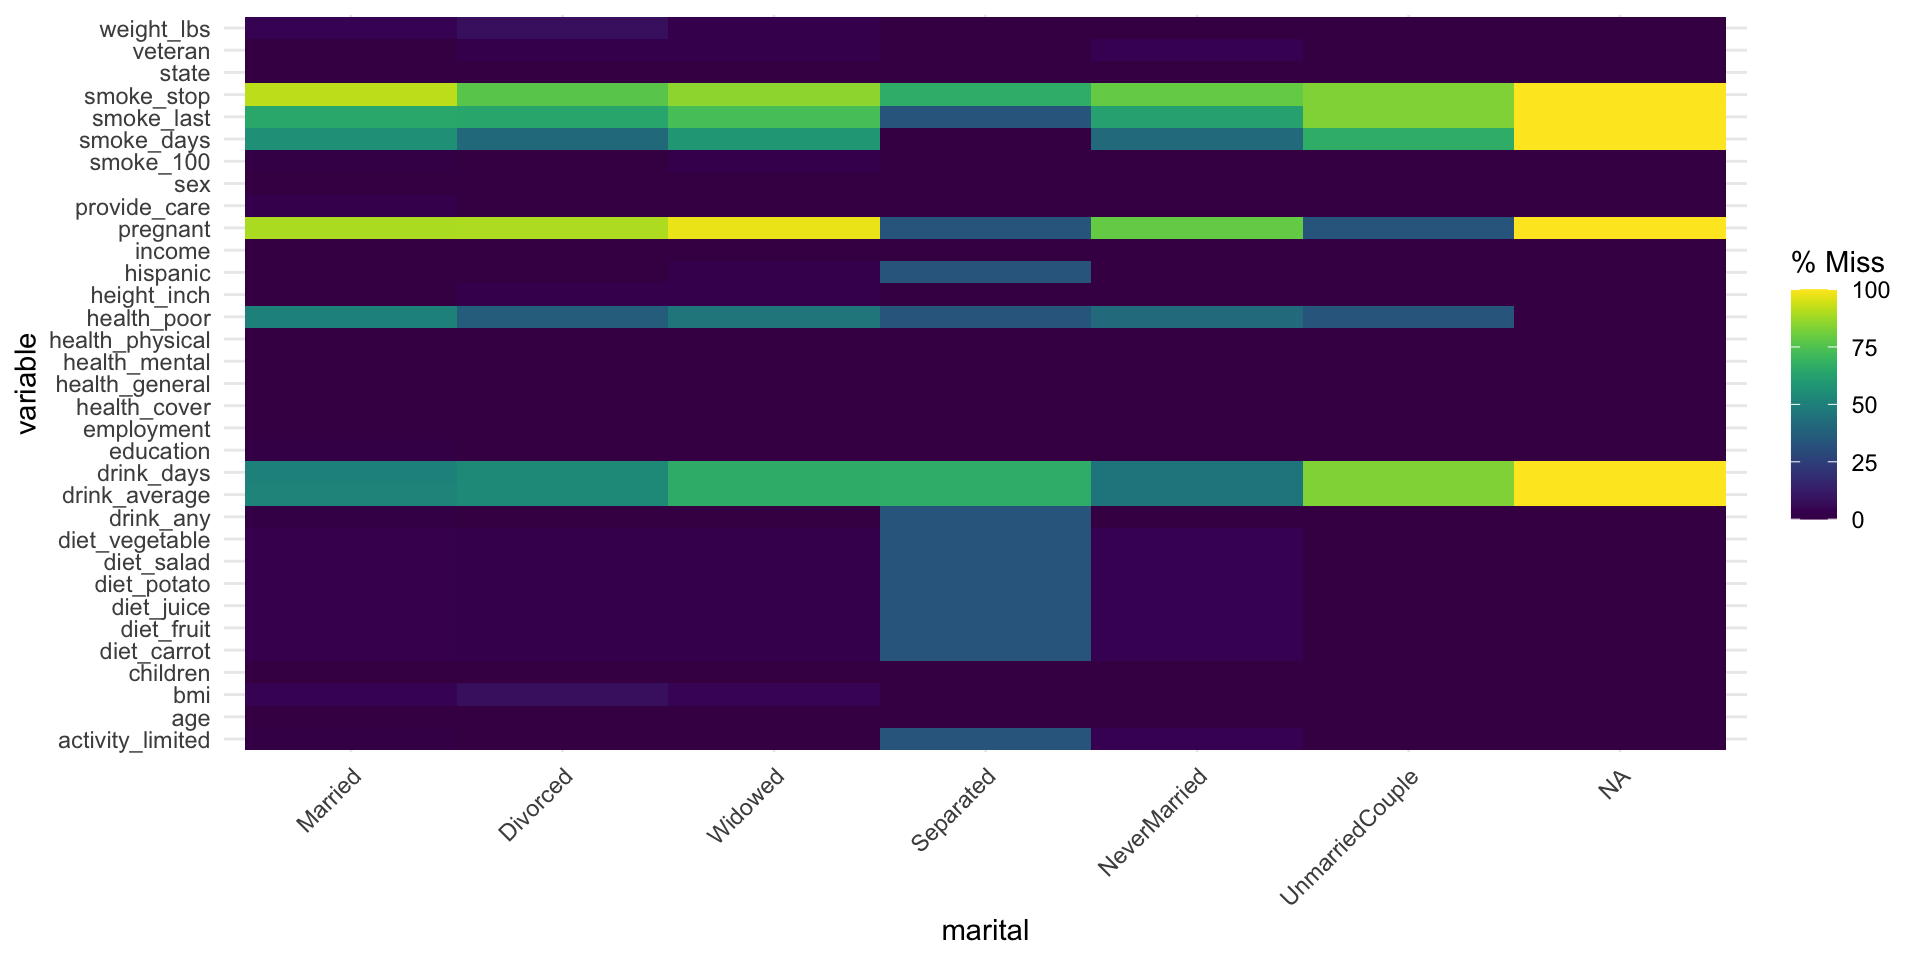 weight_lbs
veteran
state
smoke_stop
smoke_last
smoke_days
smoke_100
sex
provide_care
pregnant
income
hispanic
height_inch
health_poor
health_physical
health_mental
health_general
health_cover
employment
education
drink_days
drink_average
drink_any
diet_vegetable
diet_salad
diet_potato
diet_juice
diet_fruit
diet_carrot
children
bmi
age
activity_limited
variable
Married
Divorced
Widowed
Separated
NeverMarried
UnmarriedCouple
NA
marital
% Miss
100
75
50
25
0